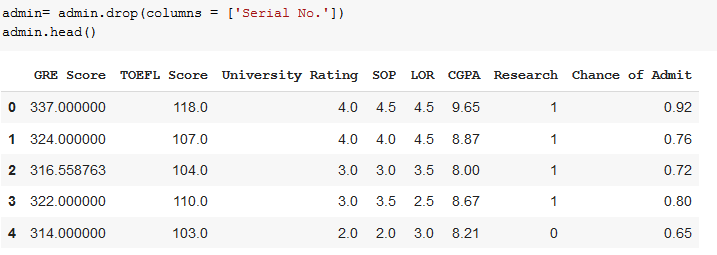 admin= admin.drop(columns = ['Serial No.'])
admin.head()
GRE Score TOEFL Score University Rating SOP LOR CGPA Research Chance of Admit
0 337.000000 118.0 4.0 4.5 4.5 9.65 1 0.92
1 324.000000 107.0 4.0 4.0 4.5 8.87 1 0.76
2 316.558763 104.0 3.0 3.0 3.5 8.00 1 0.72
3 322.000000 110.0 3.0 3.5 2.5 8.67 1 0.80
4 314.000000 103.0 2.0 2.0 3.0 8.21 0 0.65